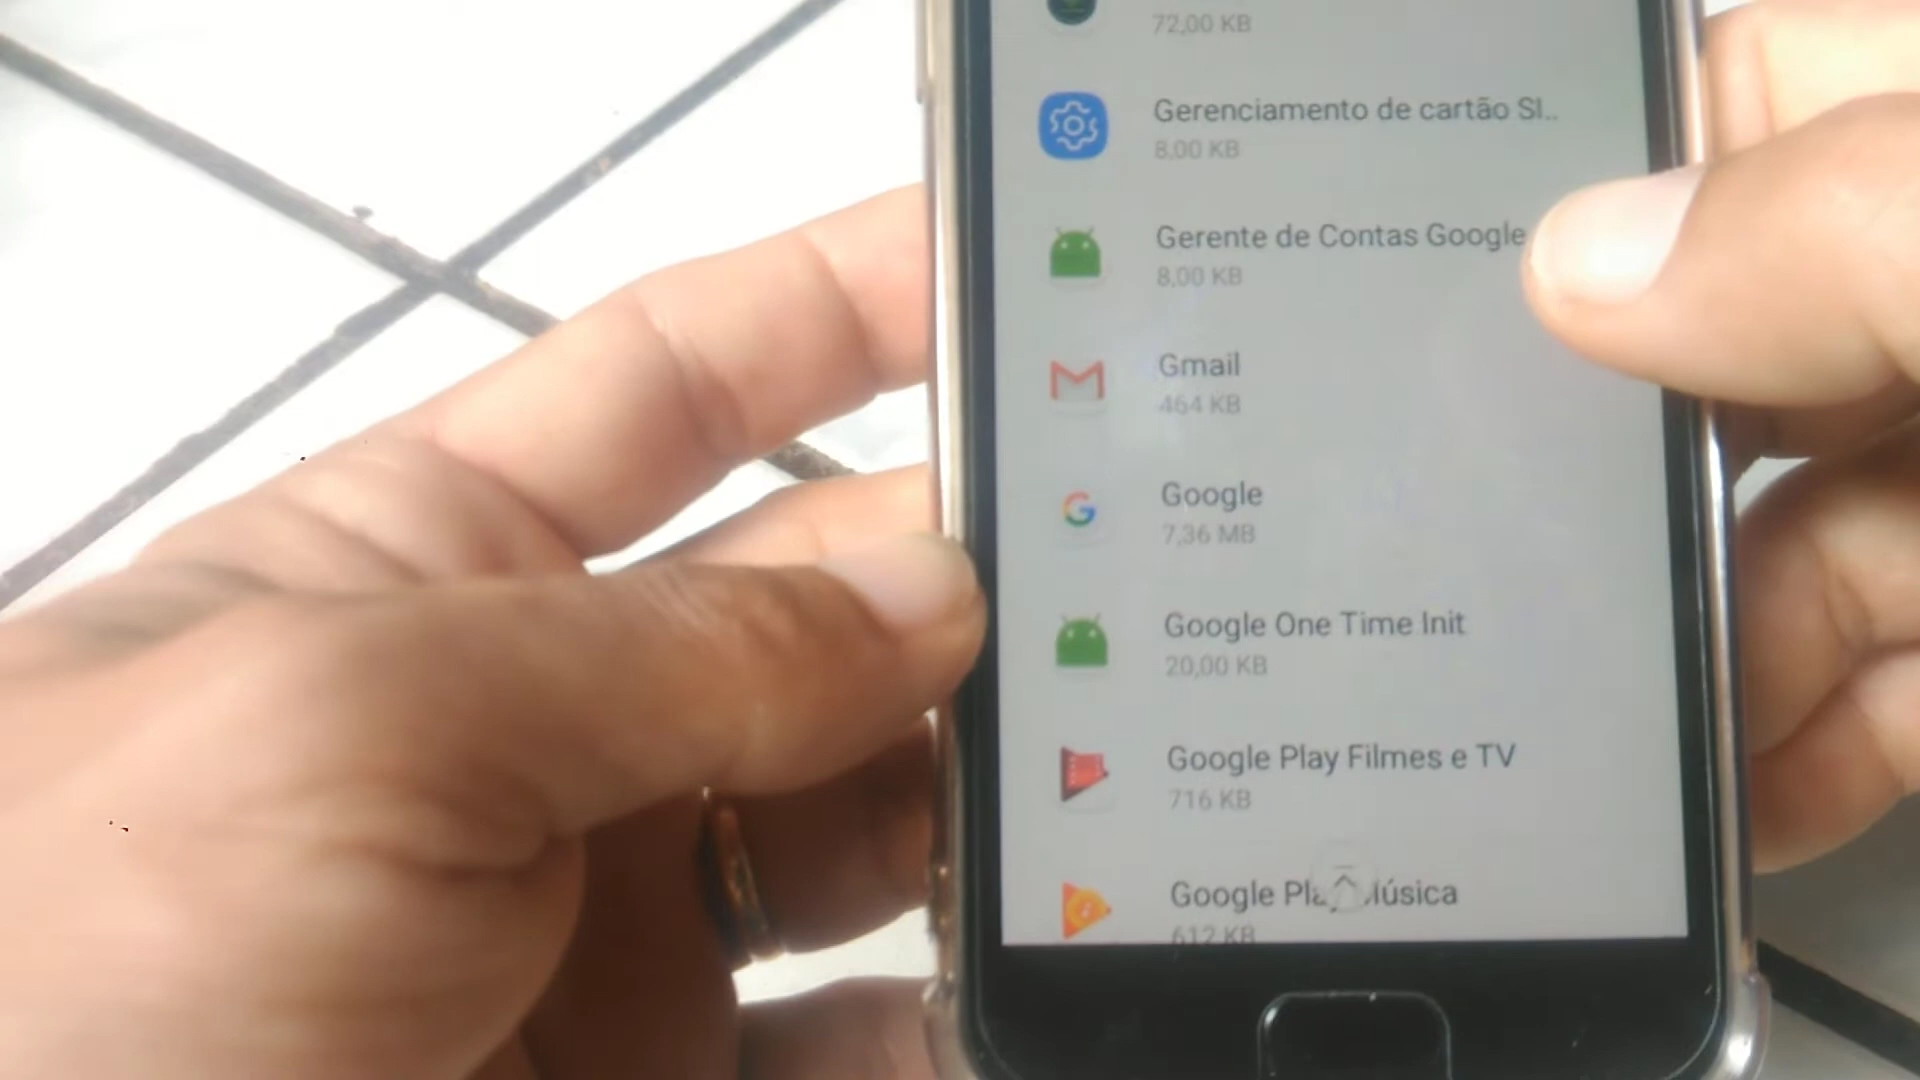 72,00 KB
Gerenciamento de cartão SI..
8,00 KB
Gerente de Contas Google
8,00 KB
Gmail
464 KB
Google
7,36 MB
Google One Time Init
20,00 KB
Google Play Filmes e TV
716 KB
Google Pla Música
612 KB